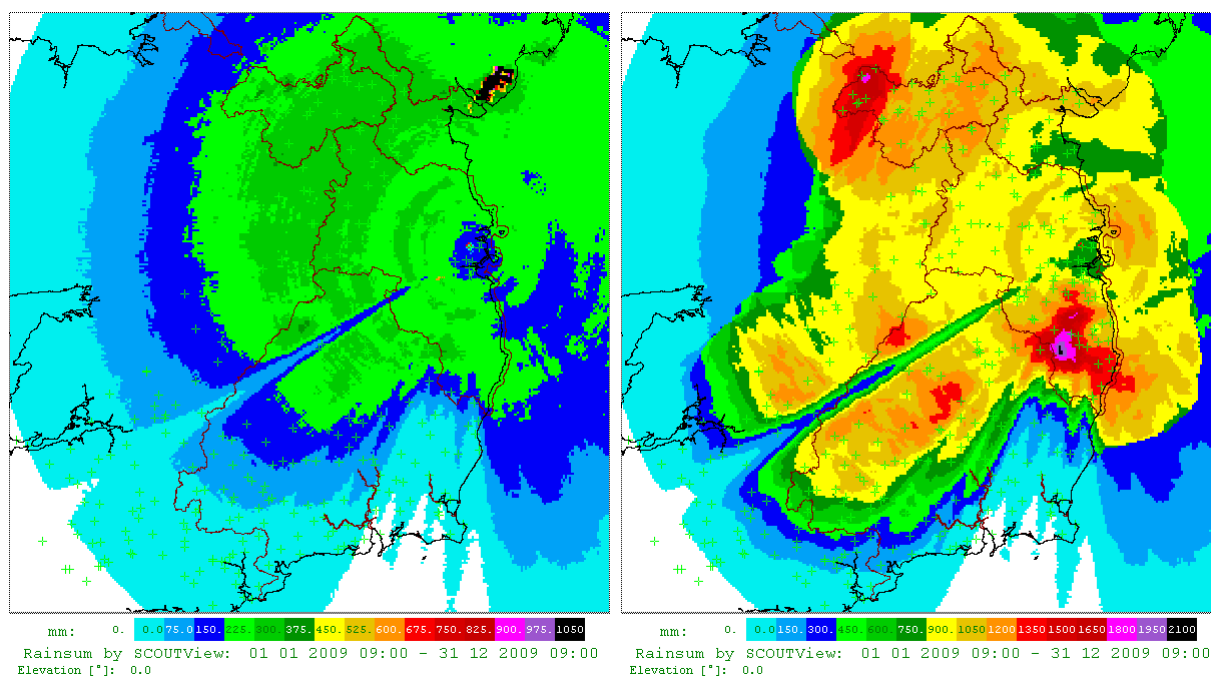 mm: 0. 0.0 75.0 150. 225. 300. 375. 450. 525. 600. 675. 750. 825. 900. 975. 1050
Rainsum by SCOUTView: 01 01 2009 09:00 - 31 12 2009 09:00
Elevation [°]: 0.0
mm: 0. 0.0 150. 300. 450. 600. 750. 900. 1050 1200 1350 1500 1650 1800 1950 2100
Rainsum by SCOUTView: 01 01 2009 09:00 - 31 12 2009 09:00
Elevation [°]: 0.0